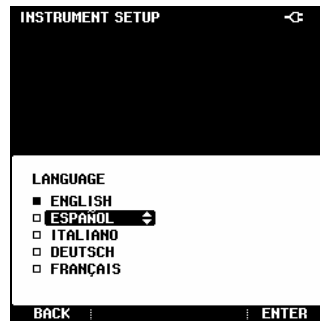 INSTRUMENT SETUP
LANGUAGE
ENGLISH
ESPAÑOL
ITALIANO
DEUTSCH
FRANÇAIS
BACK ENTER